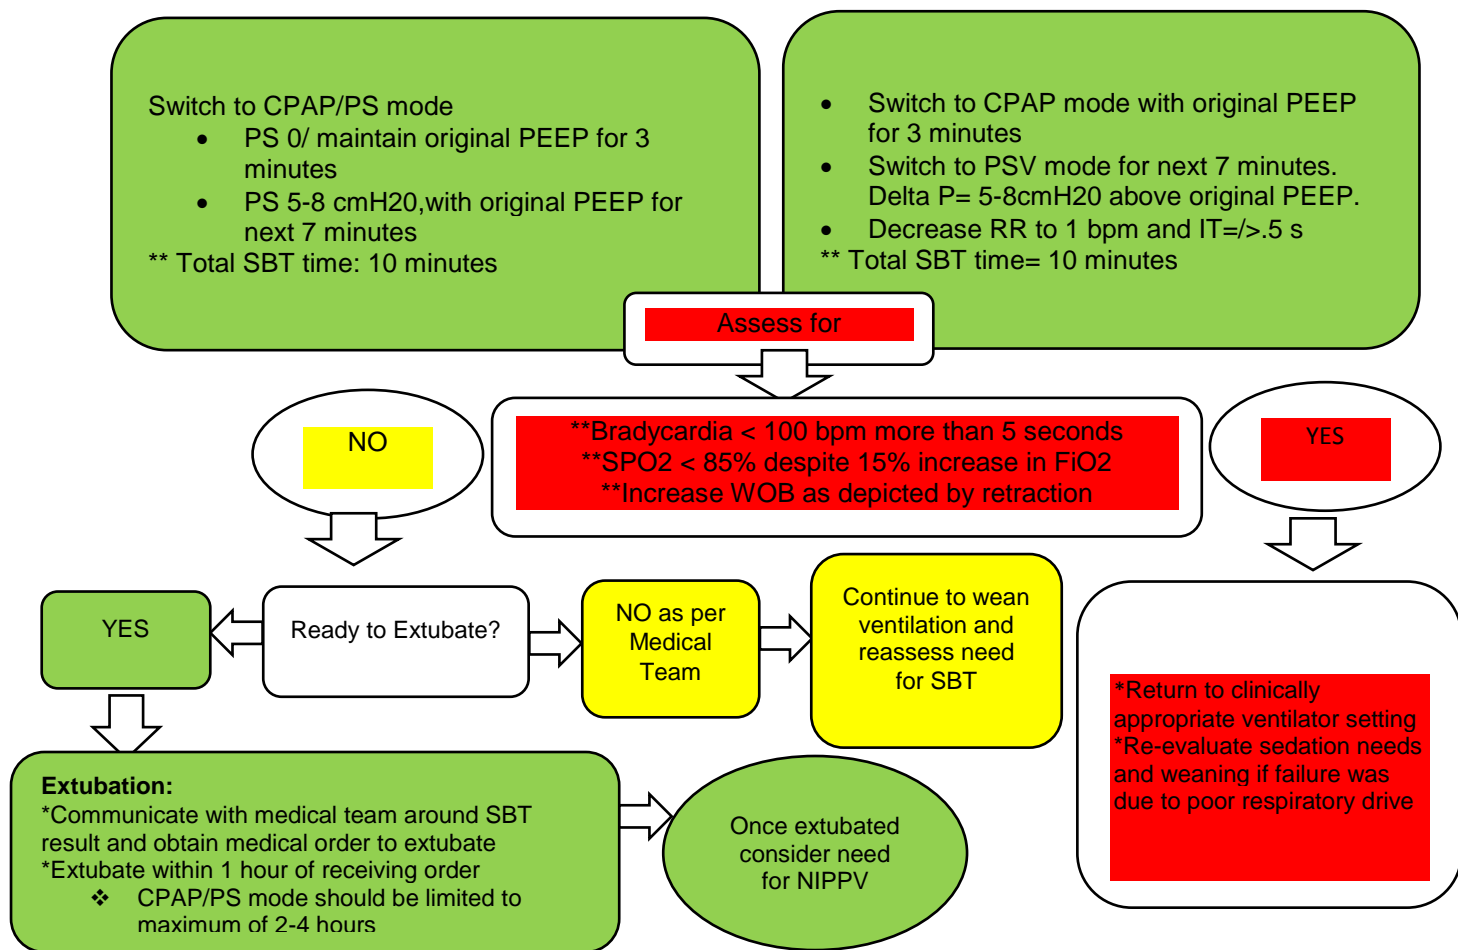 Switch to CPAP/PS mode
• PS 0/ maintain original PEEP for 3
minutes
• PS 5-8 cmH20,with original PEEP for
next 7 minutes
** Total SBT time: 10 minutes
• Switch to CPAP mode with original PEEP
for 3 minutes
• Switch to PSV mode for next 7 minutes.
Delta P= 5-8cmH20 above original PEEP.
• Decrease RR to 1 bpm and IT=/>.5 s
** Total SBT time= 10 minutes
Assess for
NO
**Bradycardia < 100 bpm more than 5 seconds
**SPO2 < 85% despite 15% increase in FiO2
**Increase WOB as depicted by retraction
YES
YES
Ready to Extubate?
NO as per
Medical
Team
Continue to wean
ventilation and
reassess need
for SBT
*Return to clinically
appropriate ventilator setting
*Re-evaluate sedation needs
and weaning if failure was
due to poor respiratory drive
Extubation:
*Communicate with medical team around SBT
result and obtain medical order to extubate
*Extubate within 1 hour of receiving order
❖ CPAP/PS mode should be limited to
maximum of 2-4 hours
Once extubated
consider need
for NIPPV